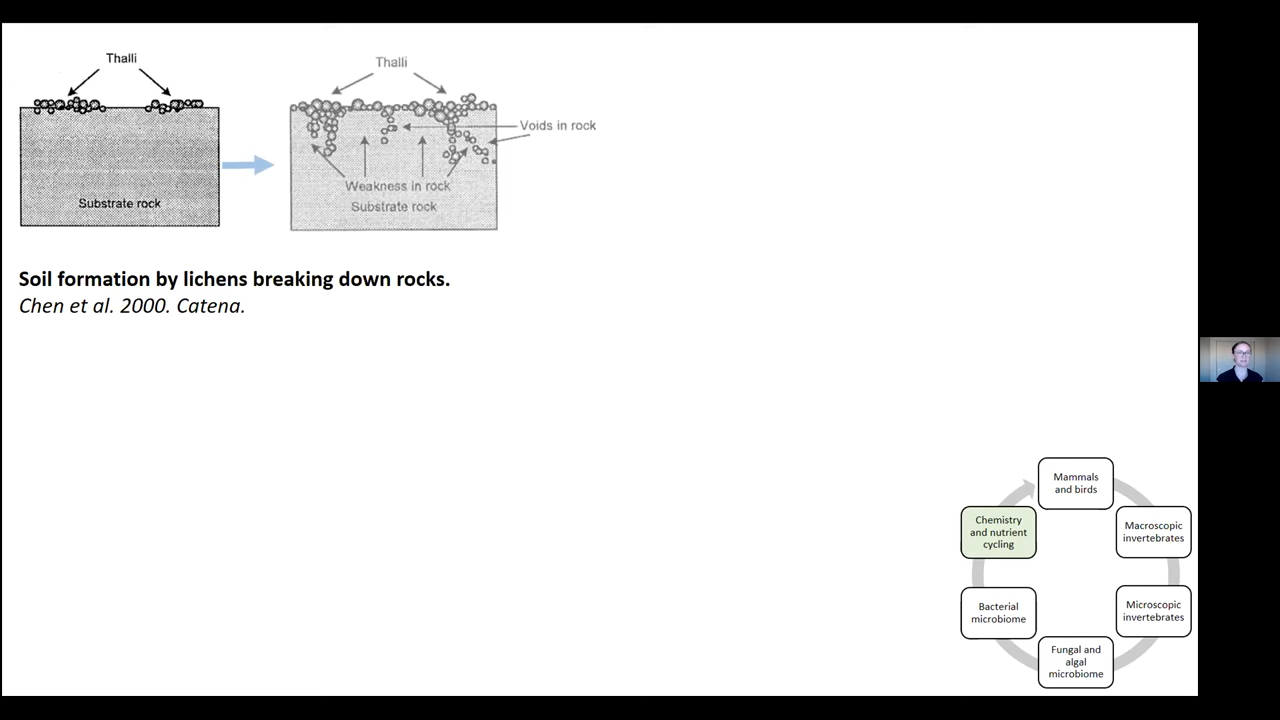 Thalli
Substrate rock
Thalli
Voids in rock
Weakness in rock
Substrate rock
Soil formation by lichens breaking down rocks.
Chen et al. 2000. Catena.
Mammals
and birds
Macroscopic
invertebrates
Microscopic
invertebrates
Fungal and
algal
microbiome
Bacterial
microbiome
Chemistry
and nutrient
cycling